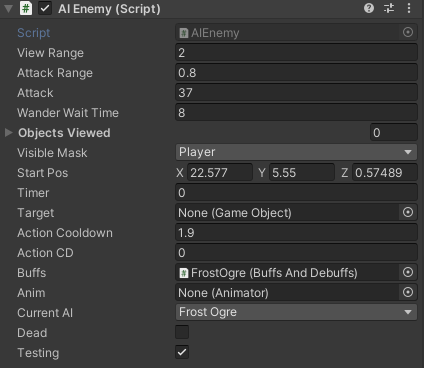 # AI Enemy (Script)
Script # AIEnemy
View Range 2
Attack Range 0.8
Attack 37
Wander Wait Time 8
Objects Viewed 0
Visible Mask Player
Start Pos X 22.577 Y 5.55 Z 0.57489
Timer 0
Target None (Game Object)
Action Cooldown 1.9
Action CD 0
Buffs # FrostOgre (Buffs And Debuffs)
Anim None (Animator)
Current AI Frost Ogre
Dead
Testing